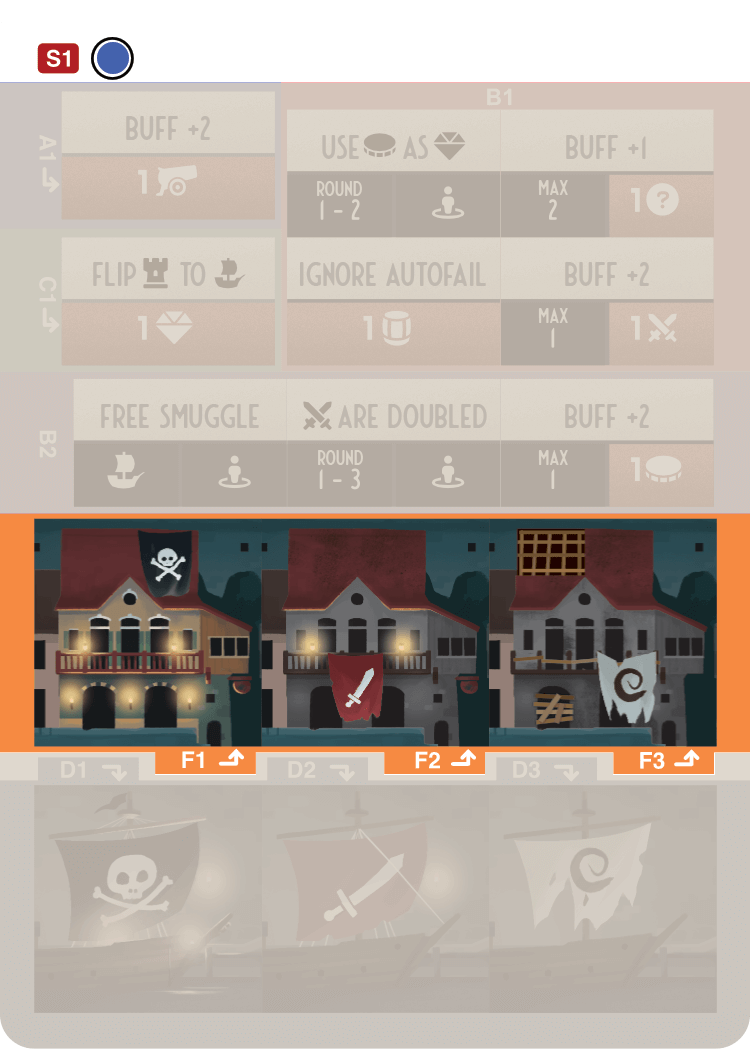 S1
B1
A1
BUFF +2
1
USE AS
BUFF +1
ROUND
1 - 2
MAX
2
1 ?
C1
FLIP TO
1
IGNORE AUTOFAIL
BUFF +2
1
MAX
1
1
B2
FREE SMUGGLE
ARE DOUBLED
BUFF +2
ROUND
1 - 3
MAX
1
1
F1
F2
F3
D1
D2
D3